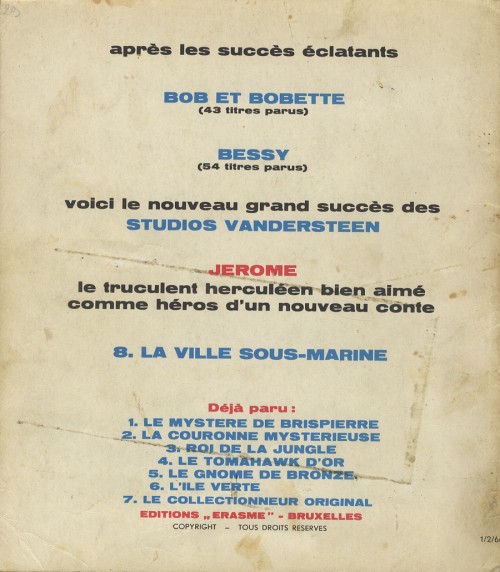 après les succès éclatants
BOB ET BOBETTE
(43 titres parus)
BESSY
(54 titres parus)
voici le nouveau grand succès des
STUDIOS VANDERSTEEN
JEROME
le truculent herculéen bien aimé
comme héros d'un nouveau conte
8. LA VILLE SOUS-MARINE
Déjà paru :
1. LE MYSTERE DE BRISPIERRE
2. LA COURONNE MYSTERIEUSE
3. ROI DE LA JUNGLE
4. LE TOMAHAWK D'OR
5. LE GNOME DE BRONZE
6. L'ILE VERTE
7. LE COLLECTIONNEUR ORIGINAL
EDITIONS „ERASME" - BRUXELLES
COPYRIGHT – TOUS DROITS RESERVES